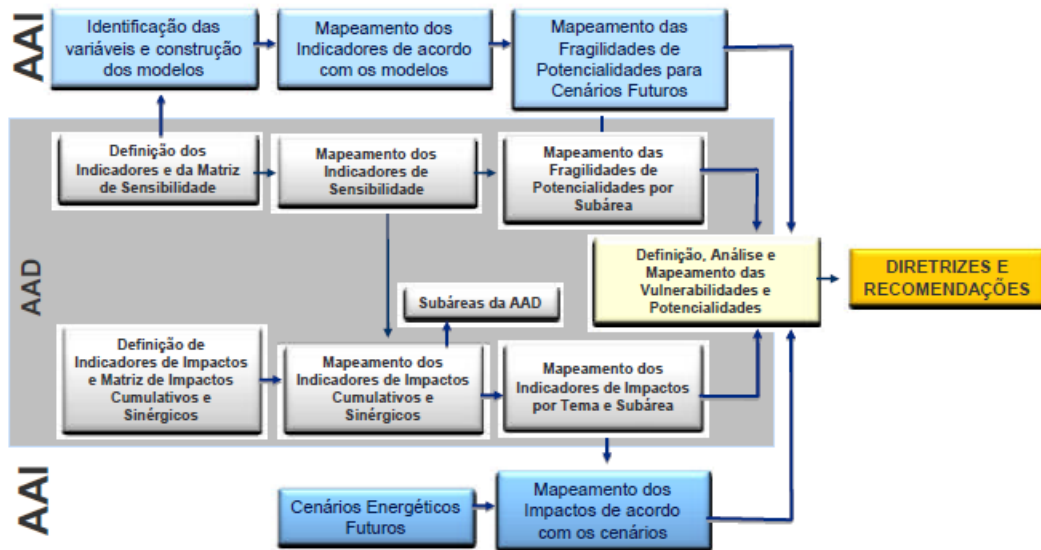 AAI
Identificação das
variáveis e construção
dos modelos
Mapeamento dos
Indicadores de acordo
com os modelos
Mapeamento das
Fragilidades de
Potencialidades para
Cenários Futuros
AAD
Definição dos
Indicadores e da Matriz
de Sensibilidade
Mapeamento dos
Indicadores de
Sensibilidade
Mapeamento das
Fragilidades de
Potencialidades por
Subárea
Definição, Análise e
Mapeamento das
Vulnerabilidades e
Potencialidades
DIRETRIZES E
RECOMENDAÇÕES
Subáreas da AAD
Definição de
Indicadores de Impactos
e Matriz de Impactos
Cumulativos e
Sinérgicos
Mapeamento dos
Indicadores de Impactos
Cumulativos e
Sinérgicos
Mapeamento dos
Indicadores de Impactos
por Tema e Subárea
AAI
Cenários Energéticos
Futuros
Mapeamento dos
Impactos de acordo
com os cenários